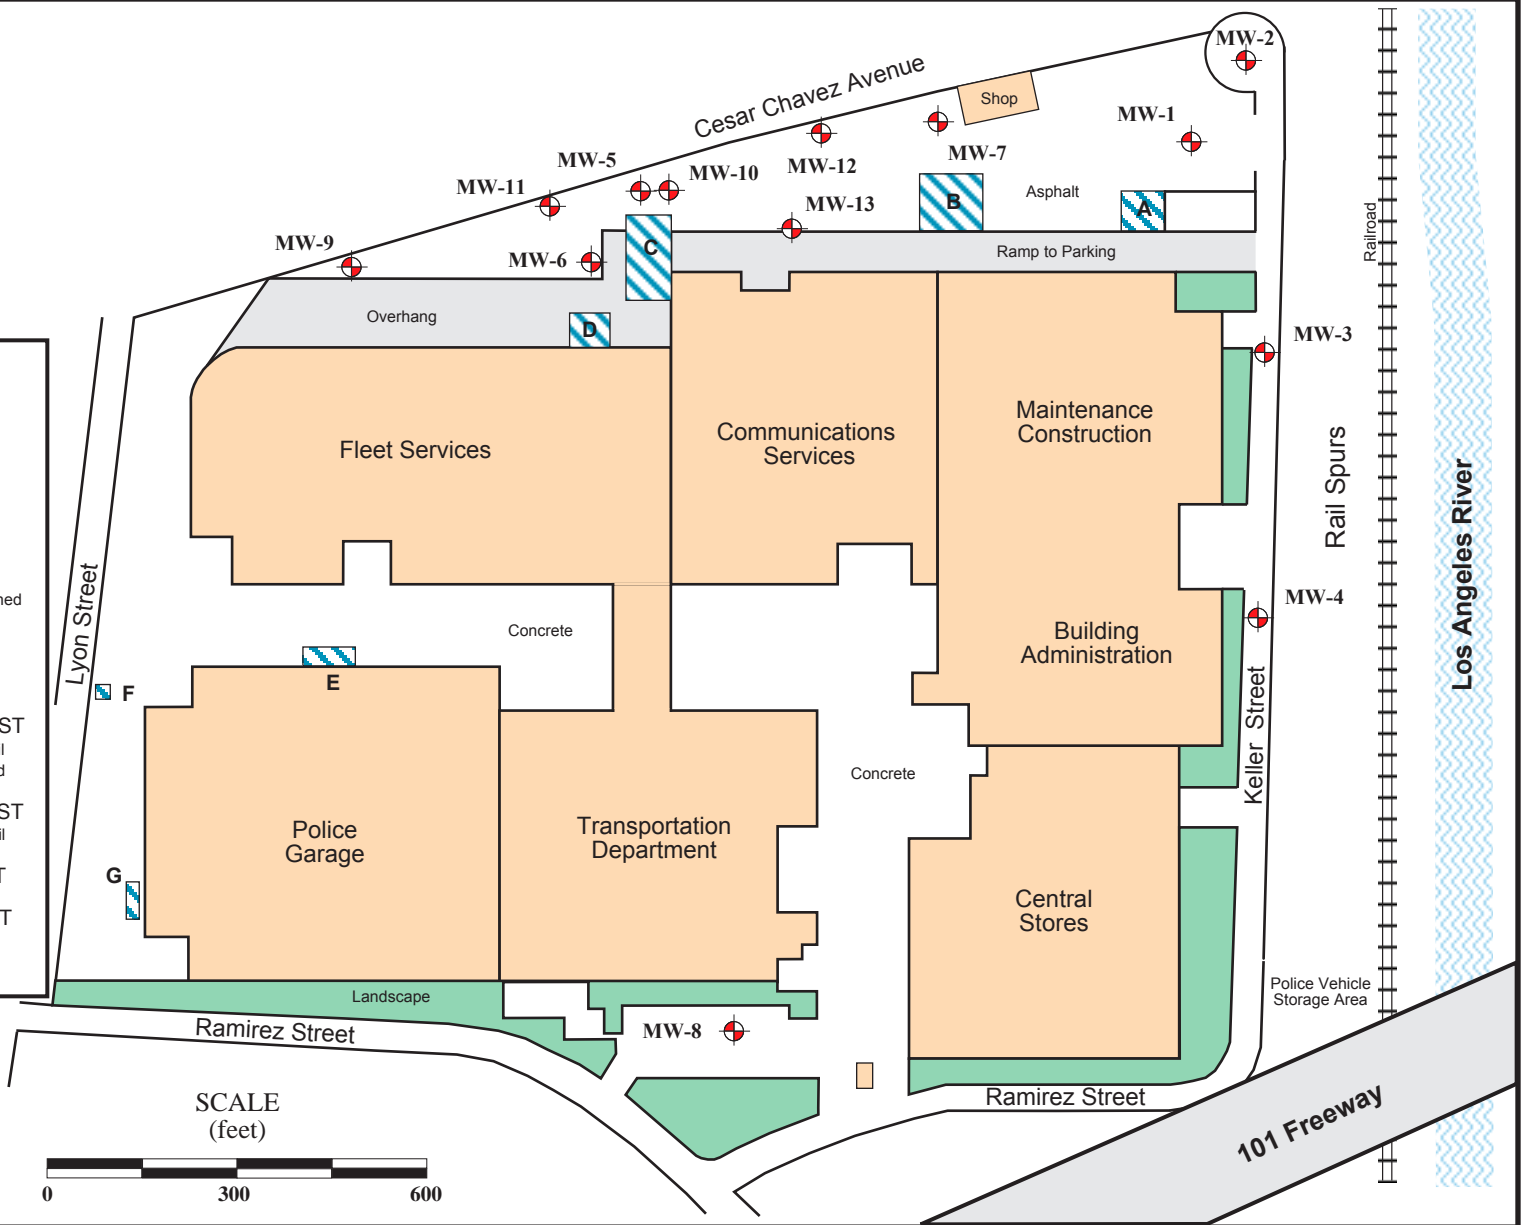 MW-2
Cesar Chavez Avenue
Shop
MW-1
MW-7
MW-12
MW-5
MW-10
MW-11
Asphalt
B
A
MW-13
Railroad
MW-9
MW-6
C
Ramp to Parking
Overhang
D
MW-3
Fleet Services
Communications
Services
Maintenance
Construction
Rail Spurs
Los Angeles River
Lyon Street
ned
Concrete
MW-4
Building
Administration
E
F
Keller Street
ST
l
d
ST
il
T
T
Concrete
Police
Garage
Transportation
Department
G
Central
Stores
Landscape
Police Vehicle
Storage Area
Ramirez Street
MW-8
Ramirez Street
101 Freeway
SCALE
(feet)
0 300 600